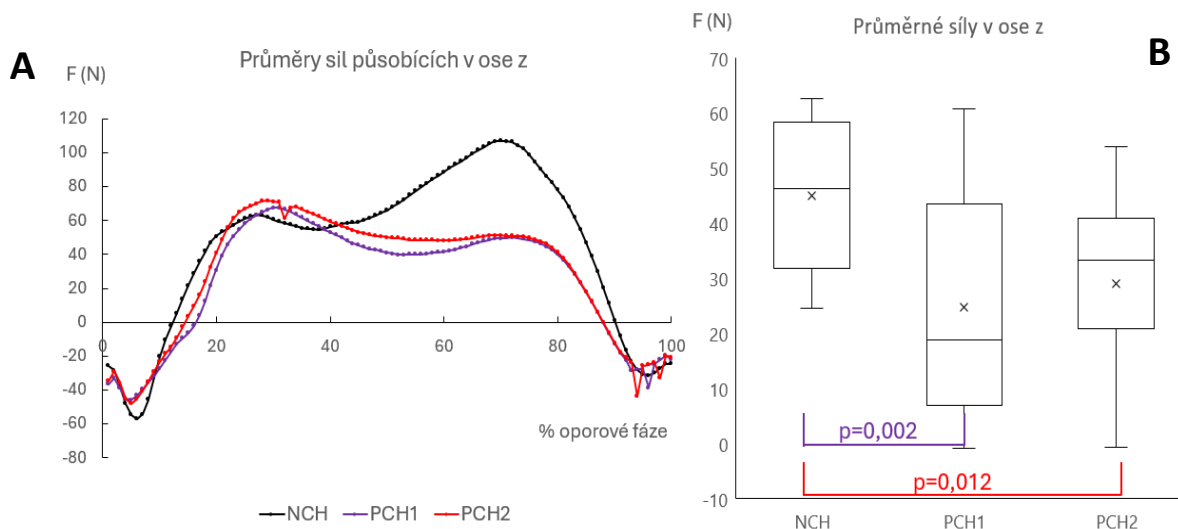 A
Průměry sil působících v ose z
F (N)
120
100
80
60
40
20
0
-20
-40
-60
-80
0 20 40 60 80 100
% oporové fáze
NCH PCH1 PCH2
F (N)
Průměrné síly v ose z
B
70
60
50
40
30
20
10
0
-10
p=0,002
p=0,012
NCH PCH1 PCH2